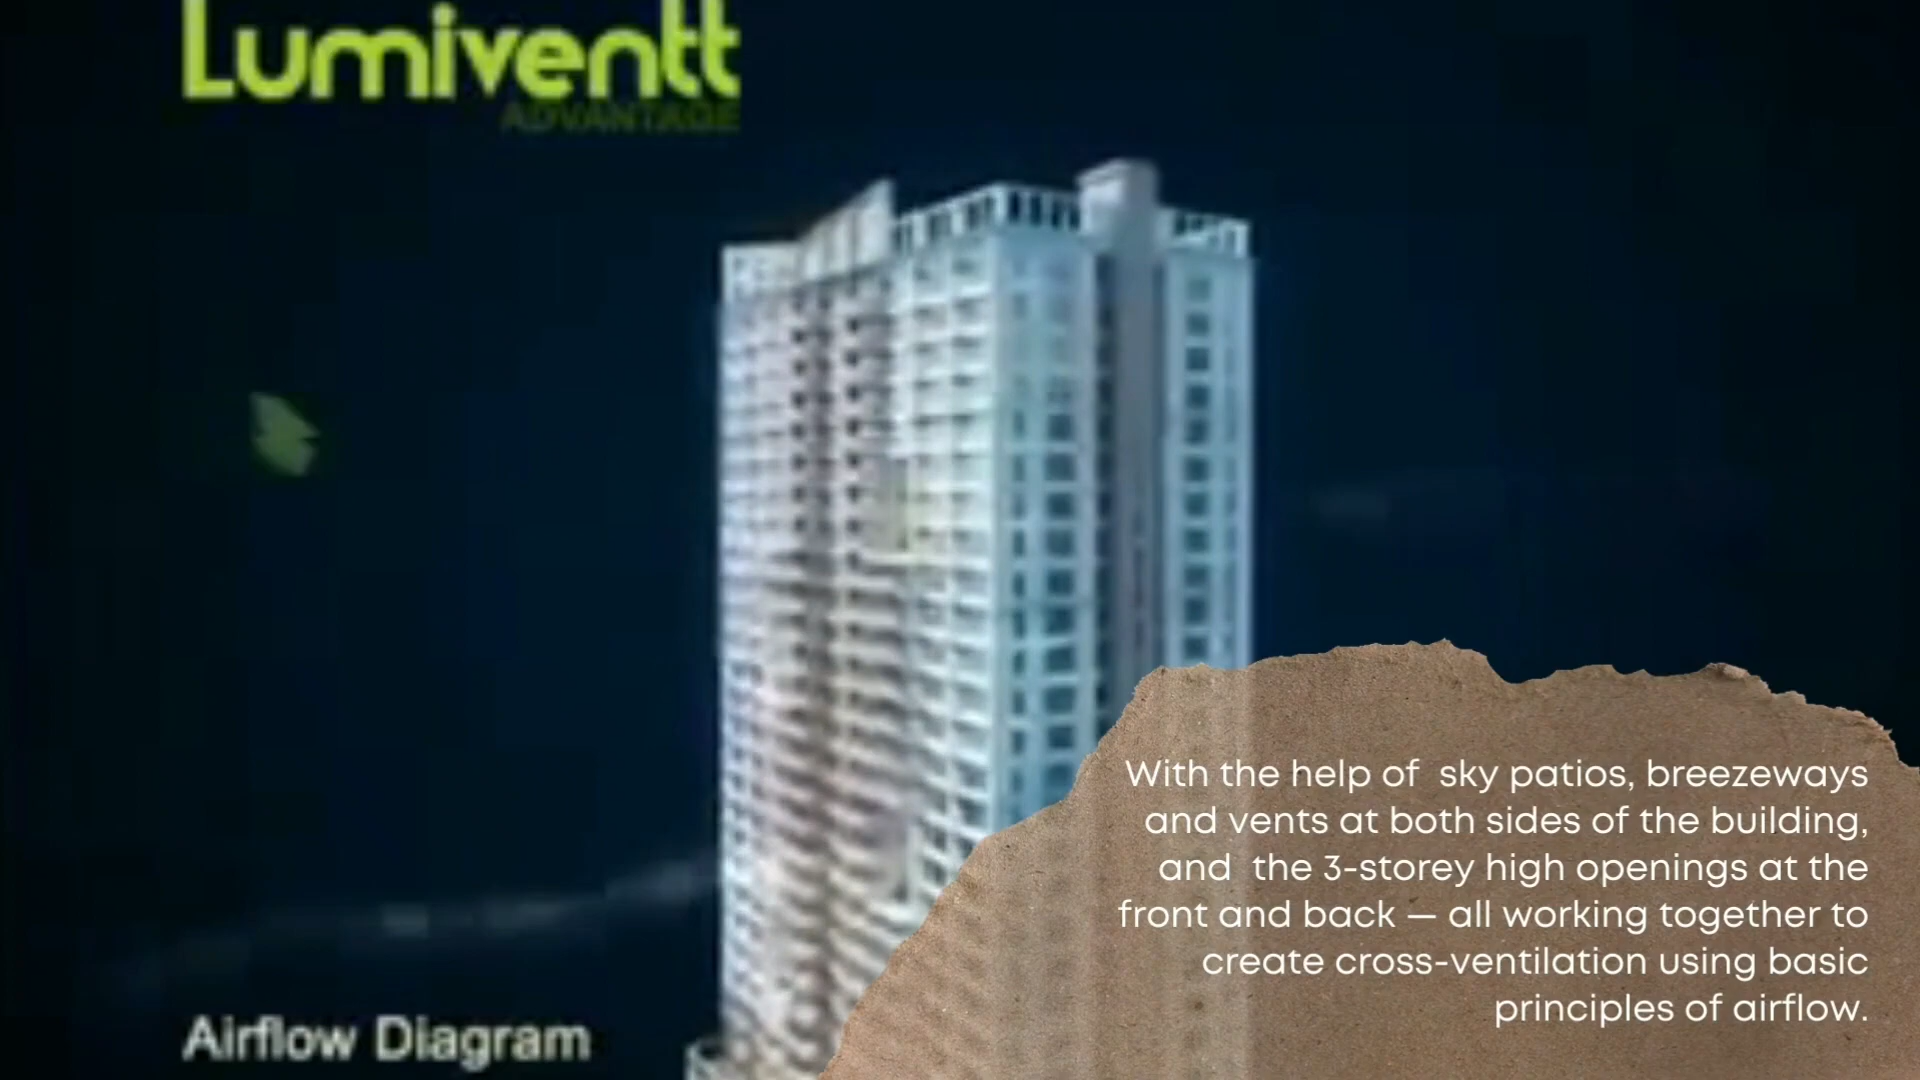 Lumiventt
ADVANTAGE
With the help of sky patios, breezeways
and vents at both sides of the building,
and the 3-storey high openings at the
front and back — all working together to
create cross-ventilation using basic
principles of airflow.
Airflow Diagram